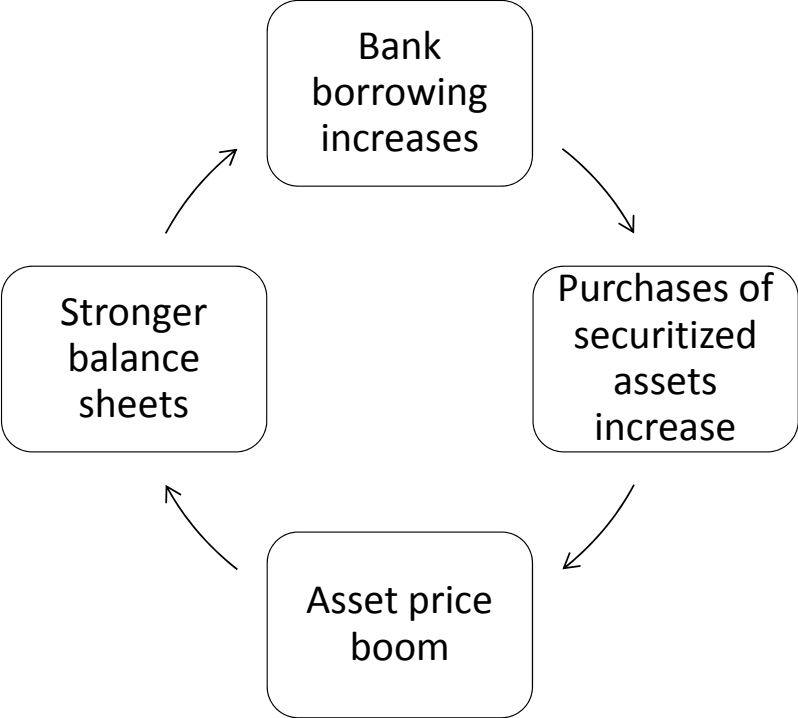 Bank
borrowing
increases
Purchases of
securitized
assets
increase
Asset price
boom
Stronger
balance
sheets